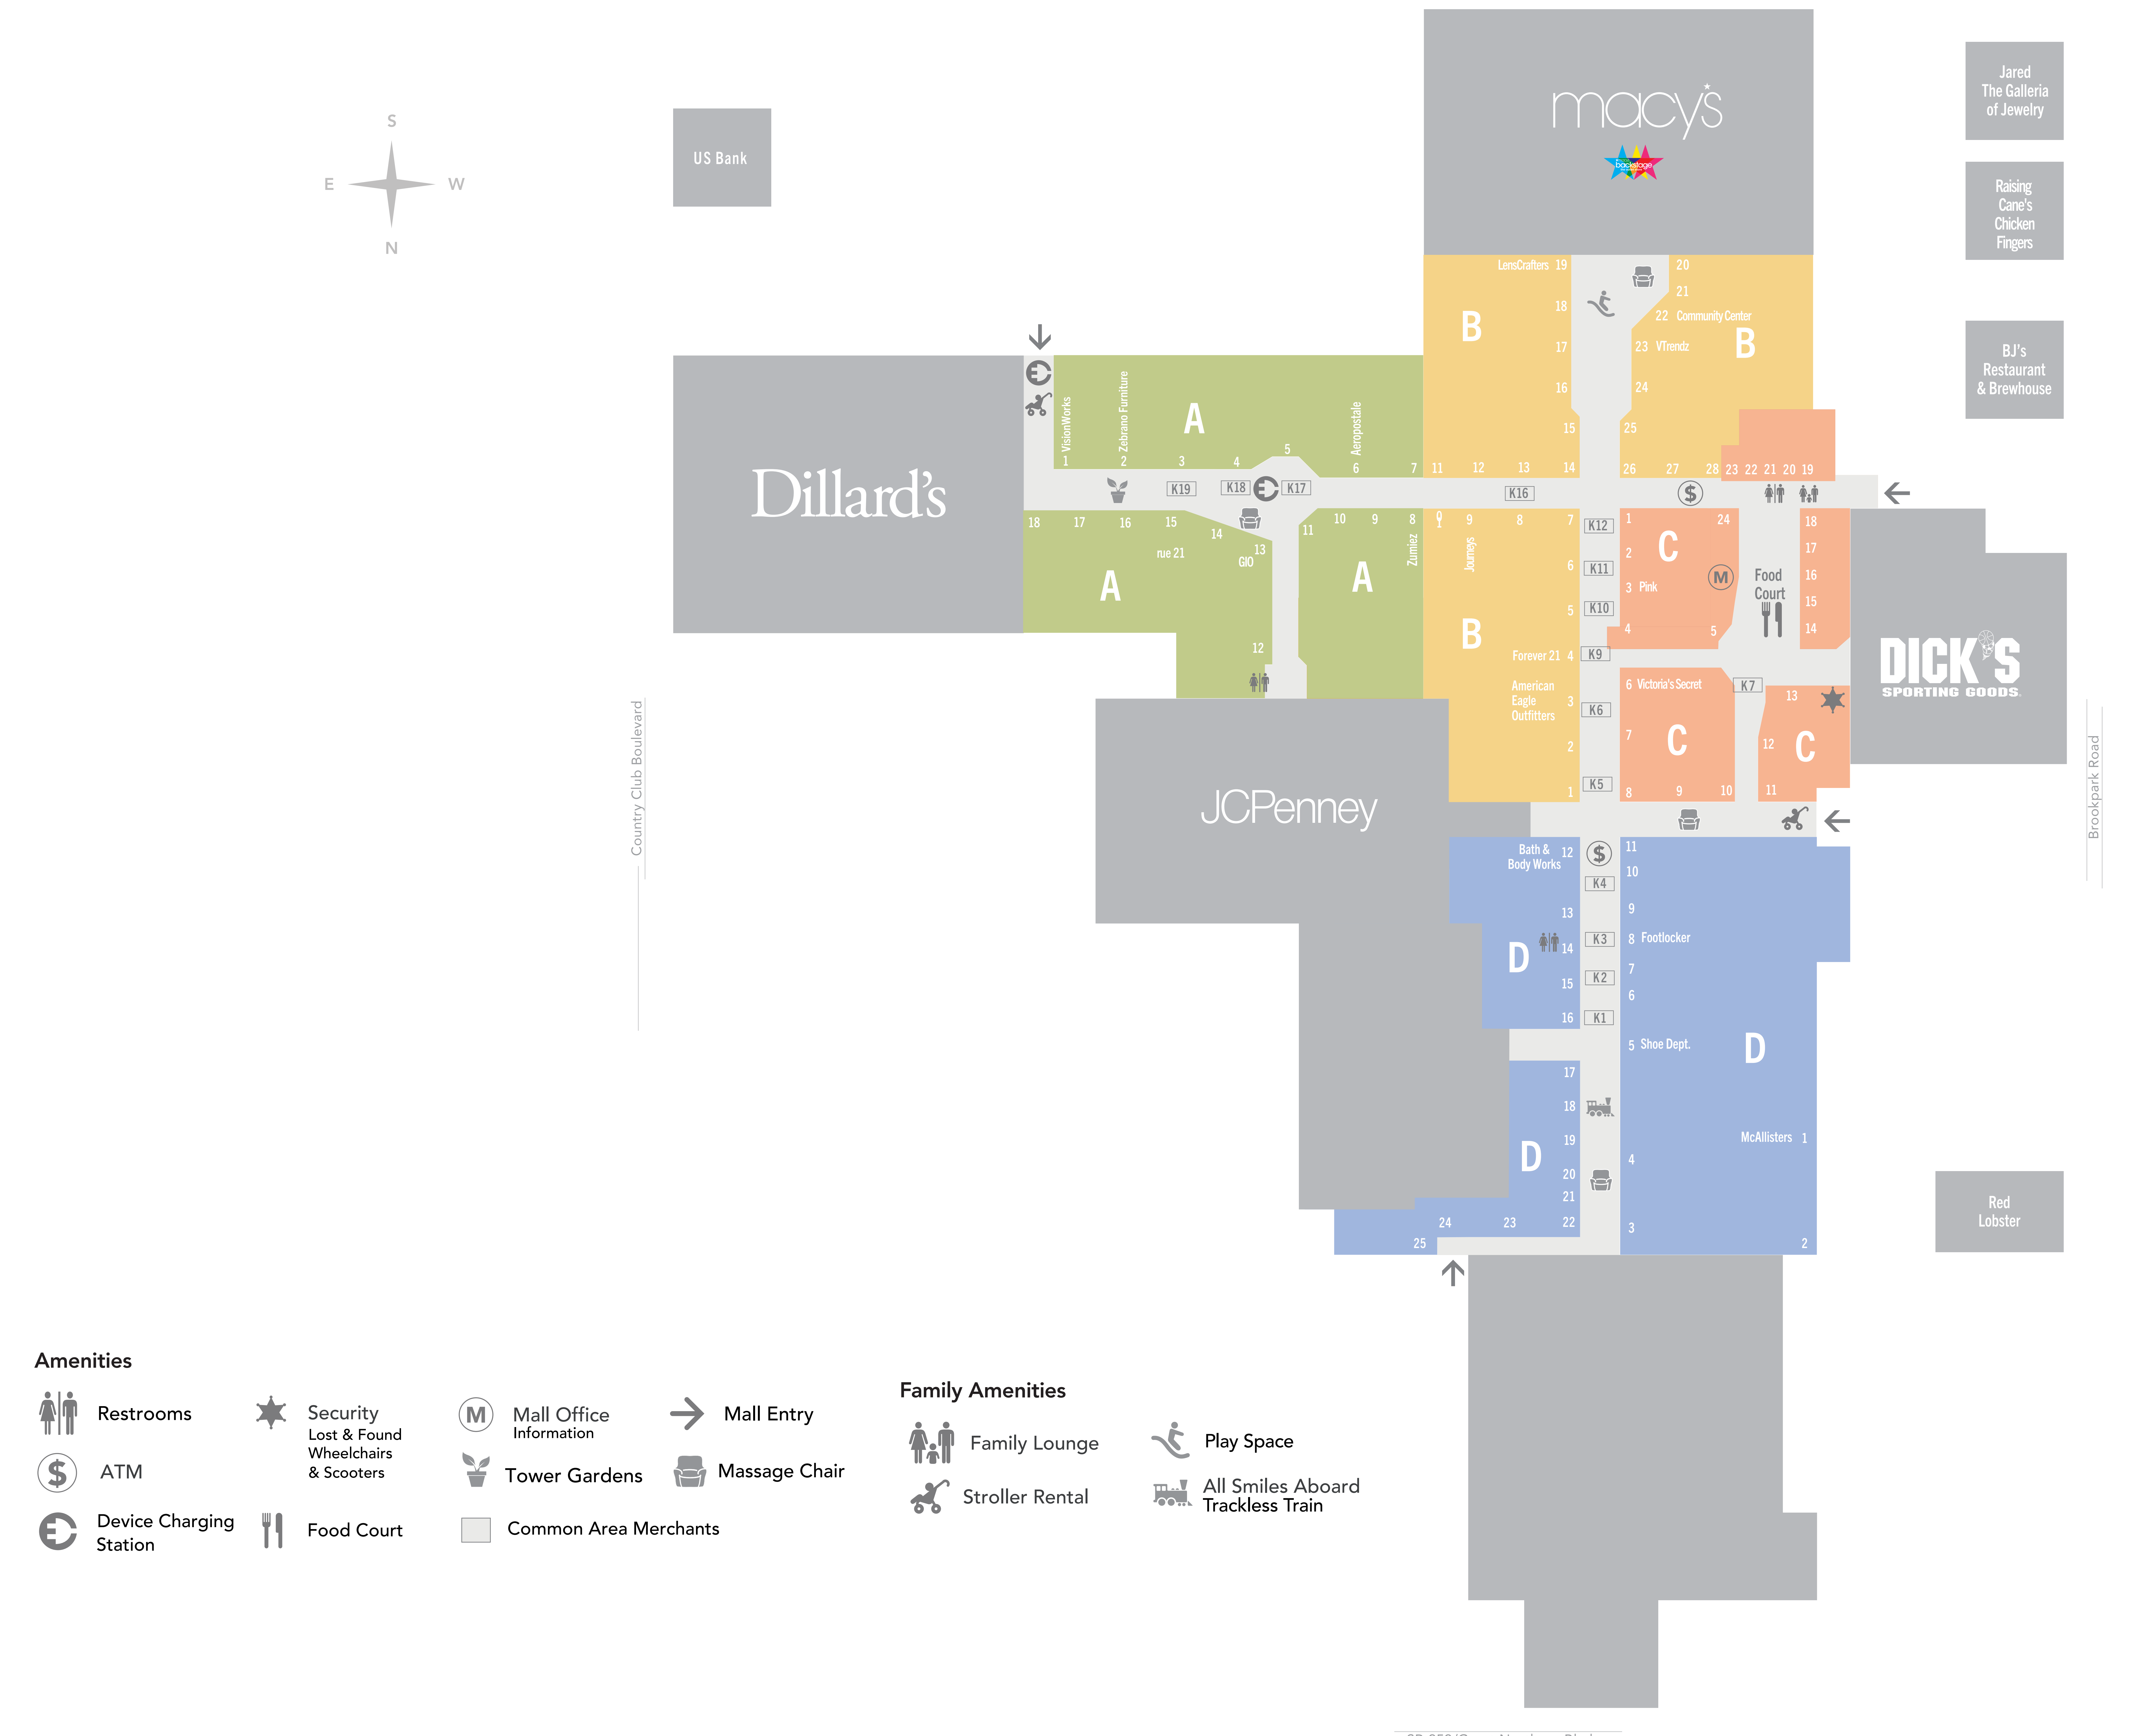 S
E
W
N
US Bank
macy's
backstage
Jared
The Galleria
of Jewelry
Raising
Cane's
Chicken
Fingers
BJ's
Restaurant
& Brewhouse
LensCrafters 19
18
17
16
15
11 12 13 14
B
20
21
22 Community Center
23 VTrendz
24
25
26 27 28
B
23 22 21 20 19
Dillard's
VisionWorks
1
Zebrano Furniture
2
A
3
4
5
Aeropostale
6
7
K19
K18
K17
K16
$
18 17 16 15
rue 21
14
13
GIO
12
A
11
10 9 8
Zumiez
A
10 9 8 7
Journeys
6
5
Forever 21 4
American
Eagle
Outfitters
3
2
1
B
K12
K11
K10
K9
K6
K5
1
24
2
3 Pink
4
5
C
M
Food
Court
18
17
16
15
14
DICK'S
SPORTING GOODS
6 Victoria's Secret
7
8 9 10
C
K7
13
12
11
C
Country Club Boulevard
Brookpark Road
JCPenney
Bath &
Body Works
12
13
14
15
16
D
$
K4
K3
K2
K1
11
10
9
8 Footlocker
7
6
5 Shoe Dept.
D
McAllisters 1
4
3
2
17
18
19
20
21
22
23
24
25
D
Red
Lobster
Amenities
Restrooms
Security
Lost & Found
Wheelchairs
& Scooters
M
Mall Office
Information
Mall Entry
$
ATM
Tower Gardens
Massage Chair
Device Charging
Station
Food Court
Common Area Merchants
Family Amenities
Family Lounge
Play Space
Stroller Rental
All Smiles Aboard
Trackless Train